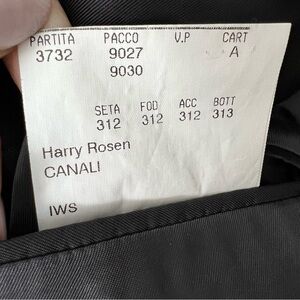 PARTITA PACCO V.P CART
3732 9027 A
9030
SETA FOD ACC BOTT
312 312 312 313
Harry Rosen
CANALI
IWS